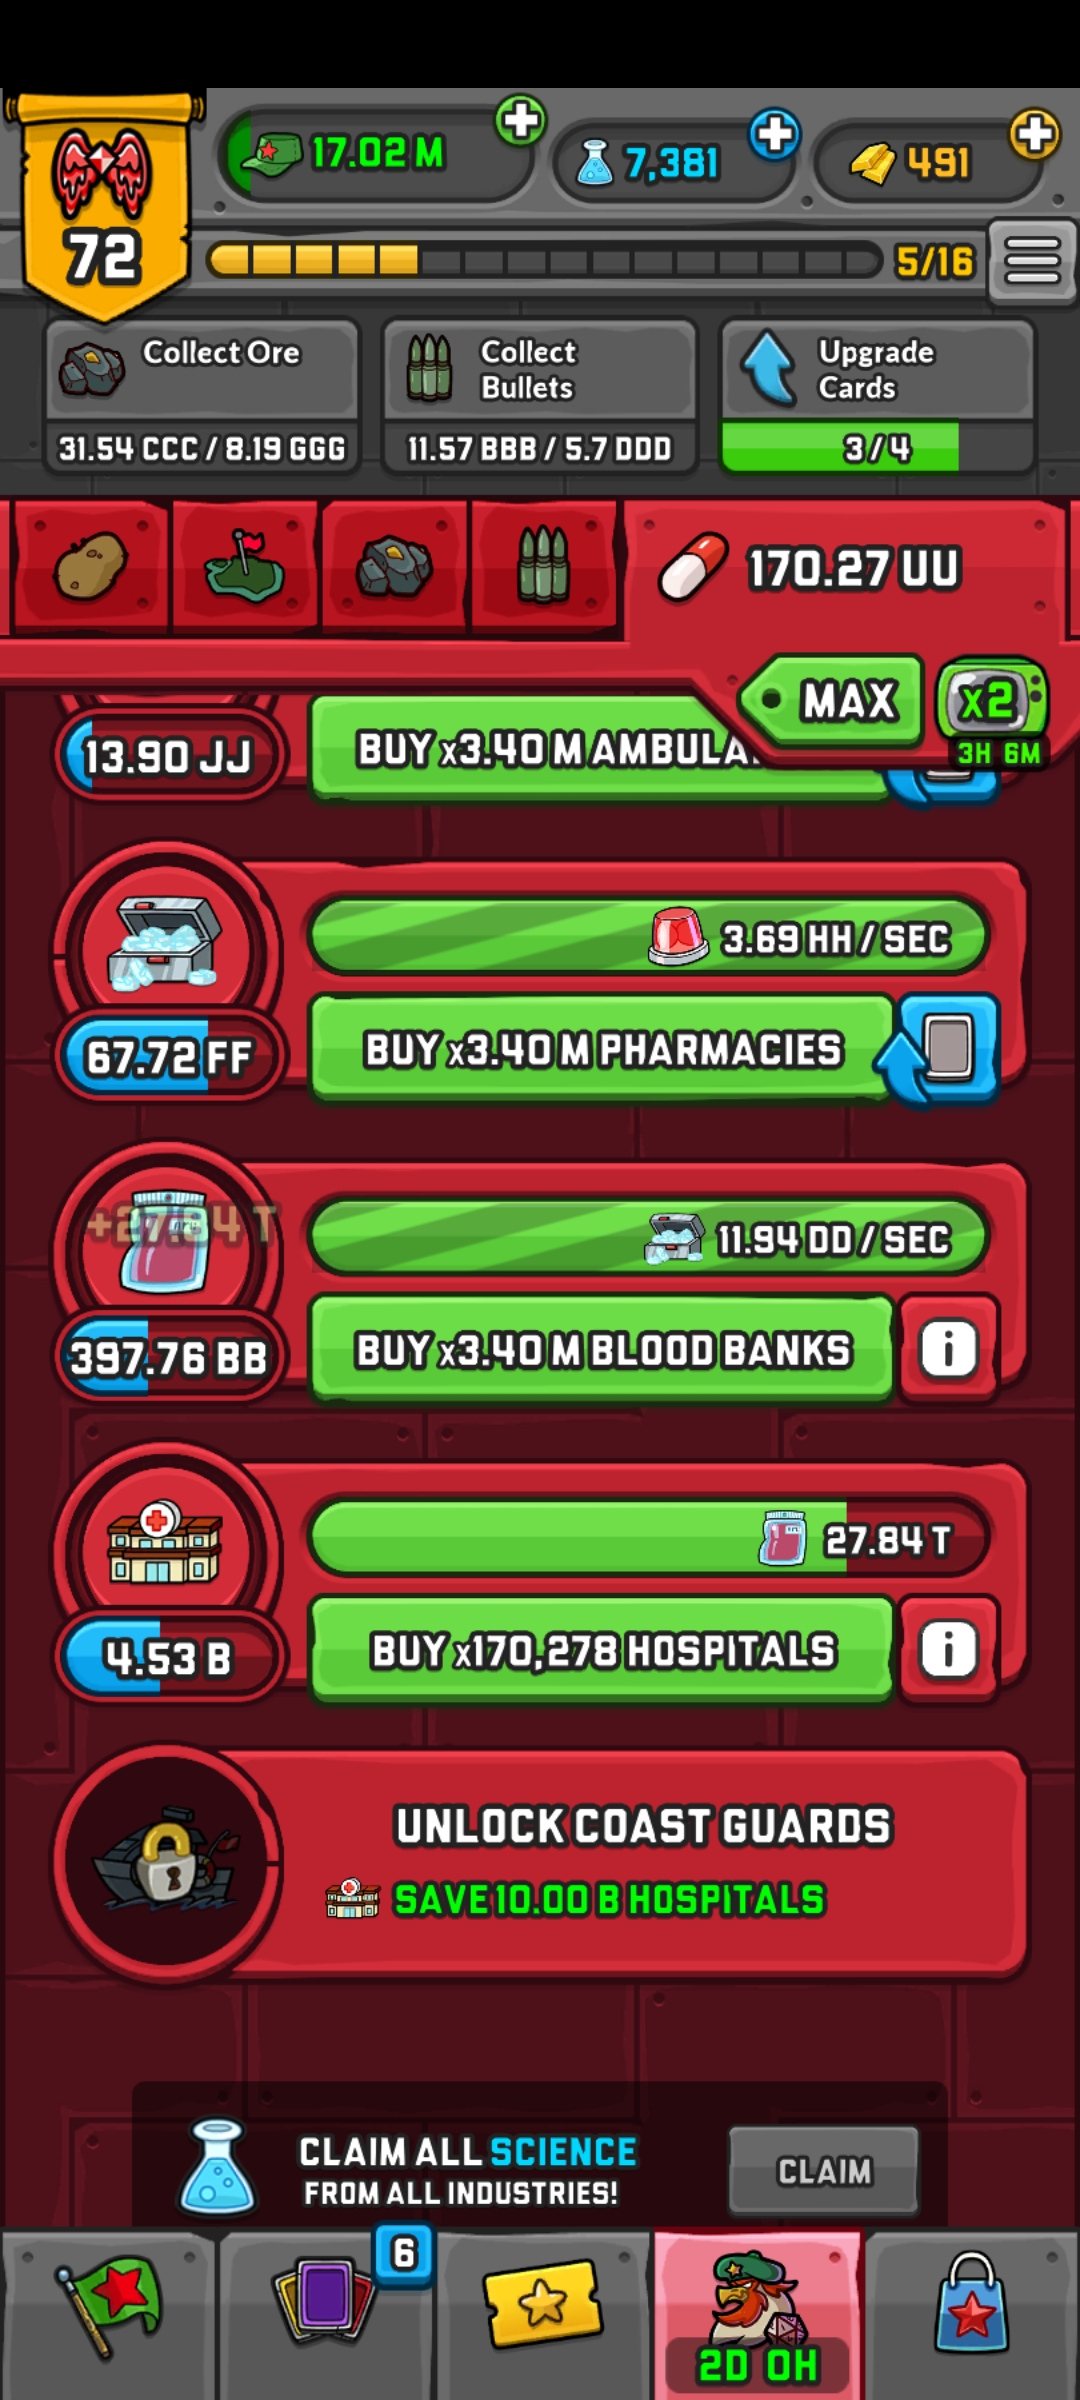 17.02 M
7,381
491
72
5/16
Collect Ore
31.54 CCC / 8.19 GGG
Collect
Bullets
11.57 BBB / 5.7 DDD
Upgrade
Cards
3 / 4
170.27 UU
MAX
x2
3H 6M
13.90 JJ
BUY x3.40 M AMBULA
3.69 HH / SEC
67.72 FF
BUY x3.40 M PHARMACIES
+27.84 T
11.94 DD / SEC
397.76 BB
BUY x3.40 M BLOOD BANKS
i
27.84 T
4.53 B
BUY x170,278 HOSPITALS
i
UNLOCK COAST GUARDS
SAVE 10.00 B HOSPITALS
CLAIM ALL SCIENCE
FROM ALL INDUSTRIES!
CLAIM
6
2D 0H